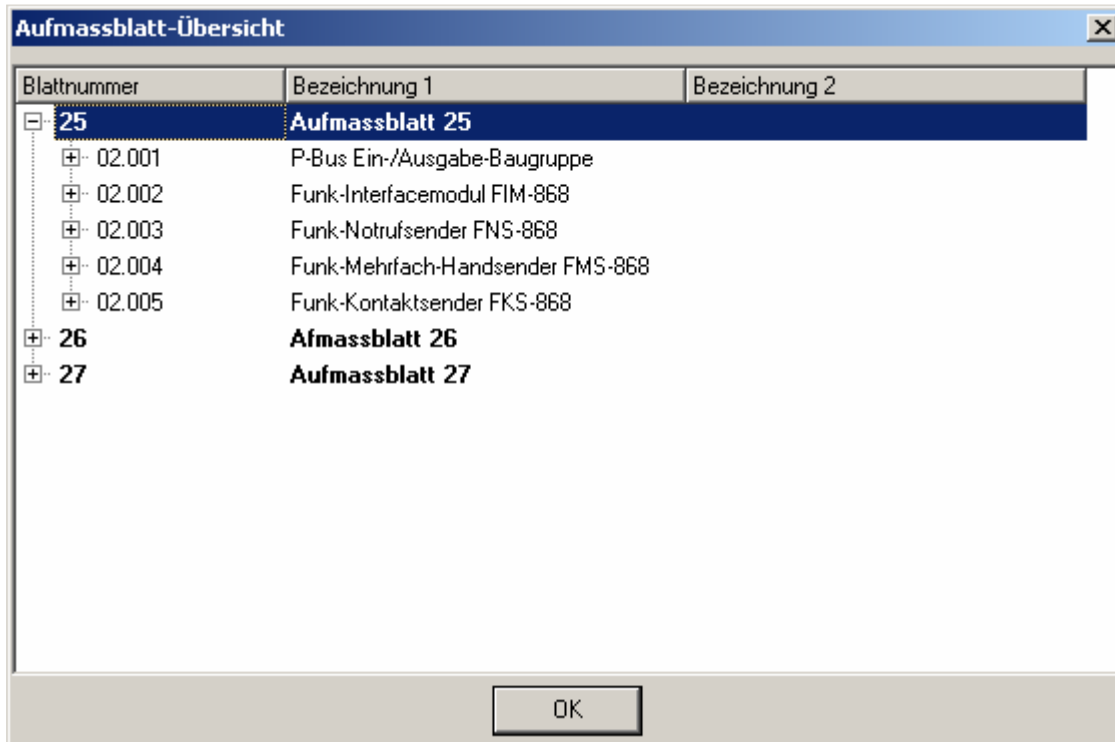 Aufmassblatt-Übersicht
Blattnummer Bezeichnung 1 Bezeichnung 2
25 Aufmassblatt 25
02.001 P-Bus Ein-/Ausgabe-Baugruppe
02.002 Funk-Interfacemodul FIM-868
02.003 Funk-Notrufsender FNS-868
02.004 Funk-Mehrfach-Handsender FMS-868
02.005 Funk-Kontaktsender FKS-868
26 Afmassblatt 26
27 Aufmassblatt 27
OK